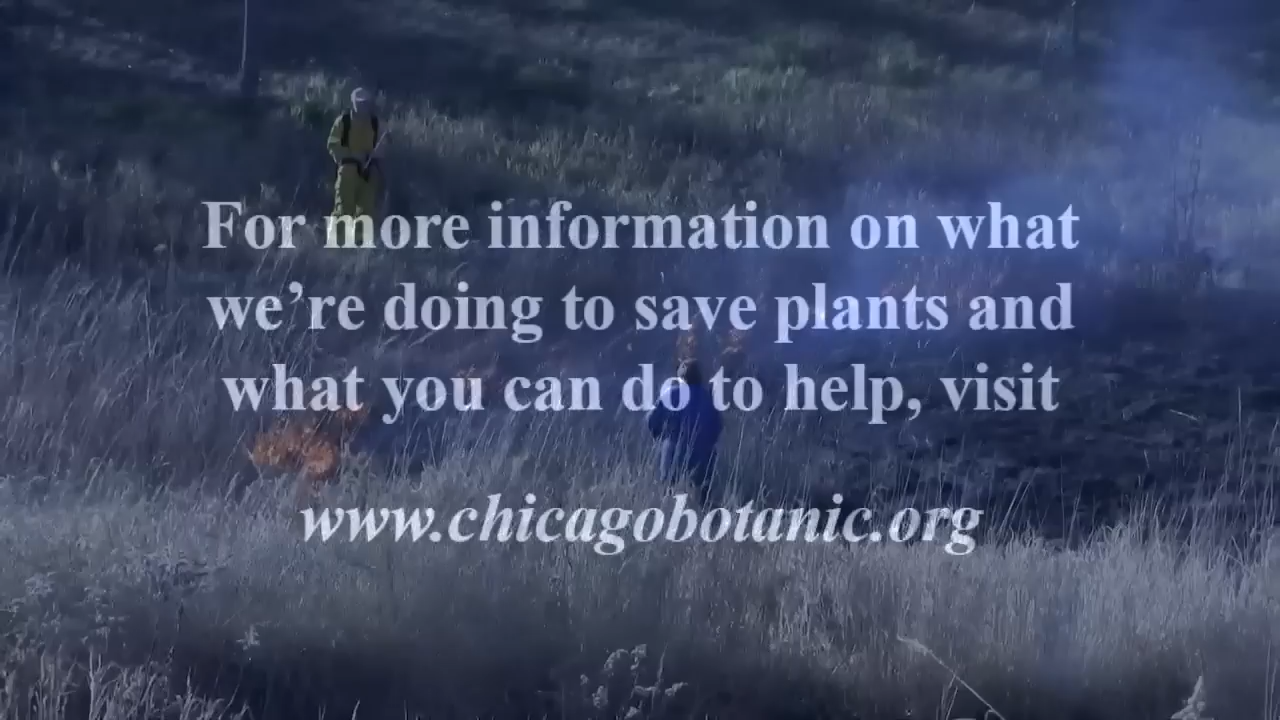 For more information on what
we’re doing to save plants and
what you can do to help, visit
www.chicagobotanic.org